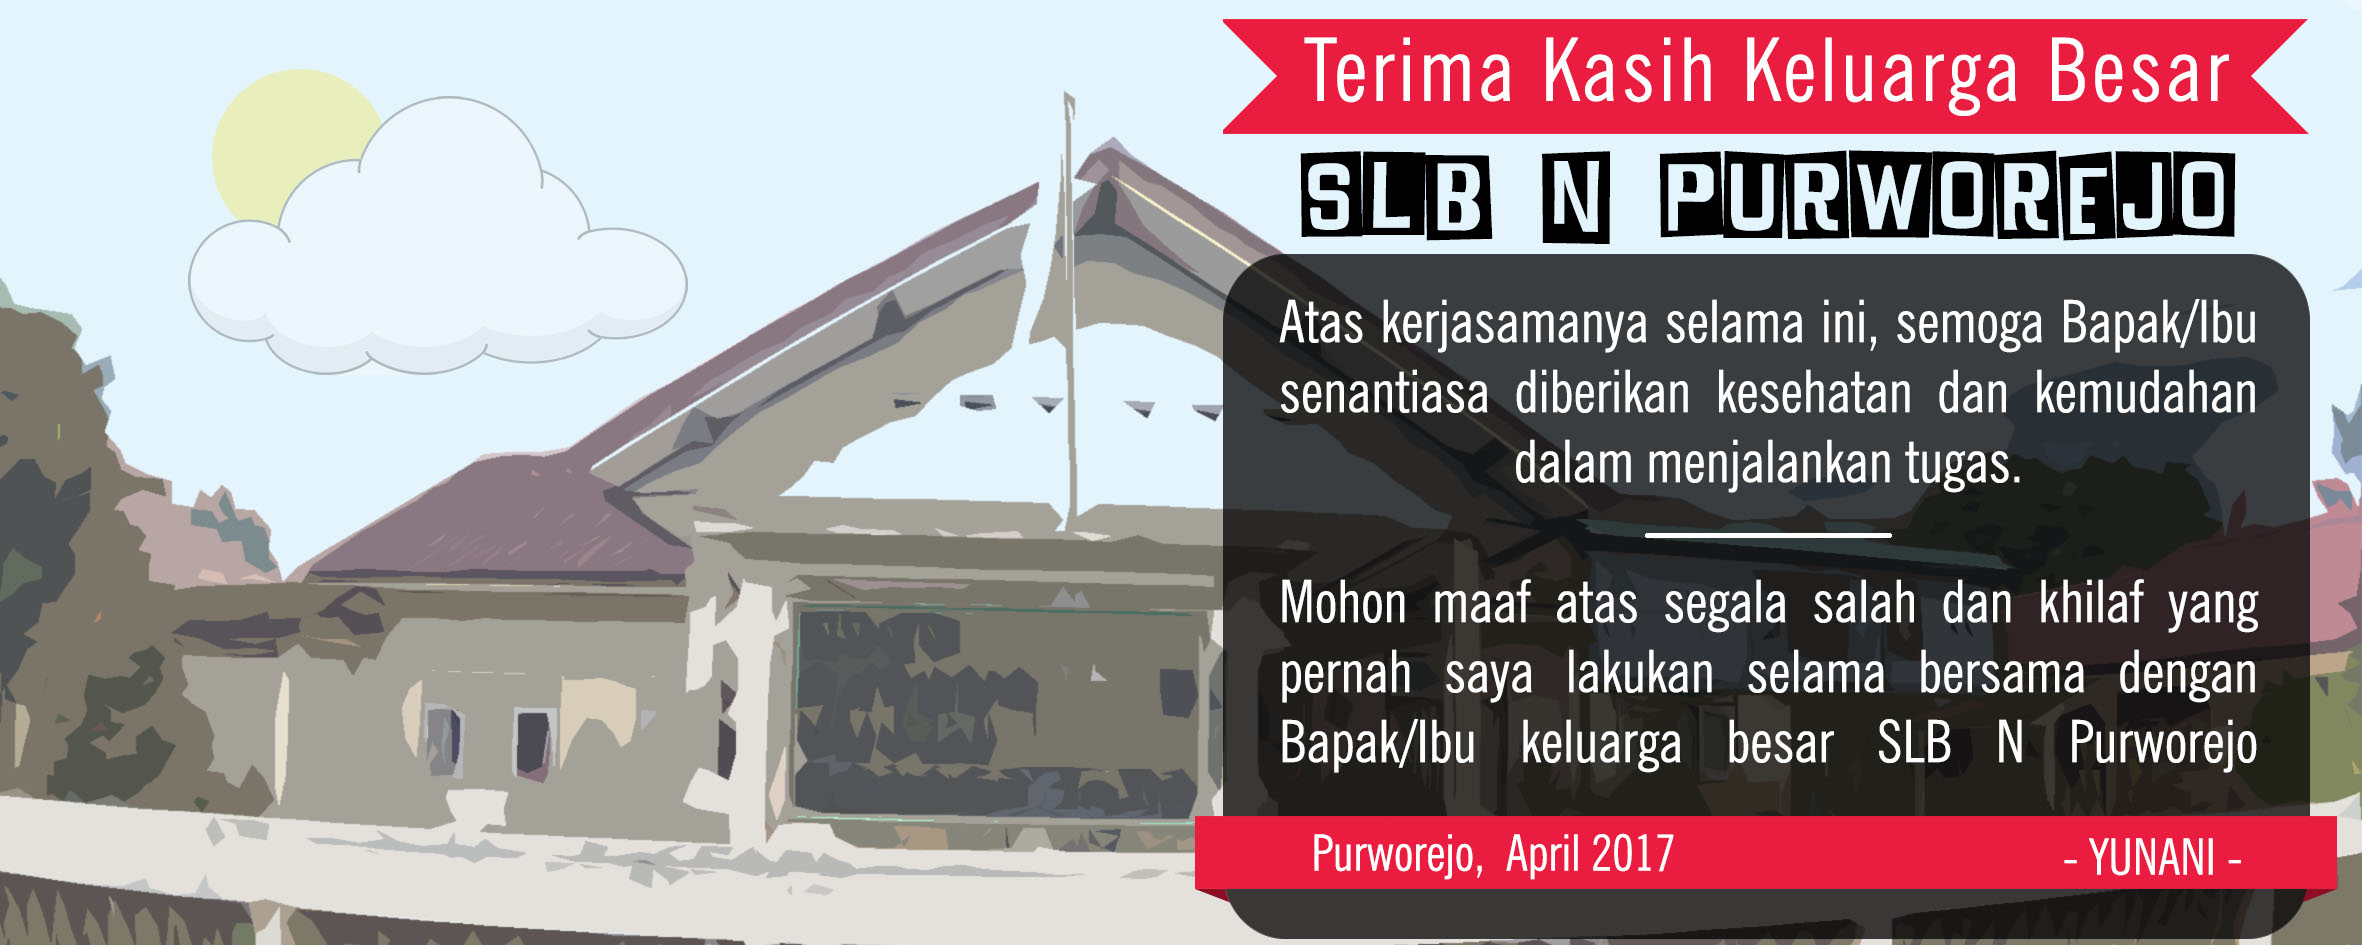 Terima Kasih Keluarga Besar
SLB N PURWOREJO
Atas kerjasamanya selama ini, semoga Bapak/Ibu
senantiasa diberikan kesehatan dan kemudahan
dalam menjalankan tugas.
Mohon maaf atas segala salah dan khilaf yang
pernah saya lakukan selama bersama dengan
Bapak/Ibu keluarga besar SLB N Purworejo
Purworejo, April 2017
- YUNANI -